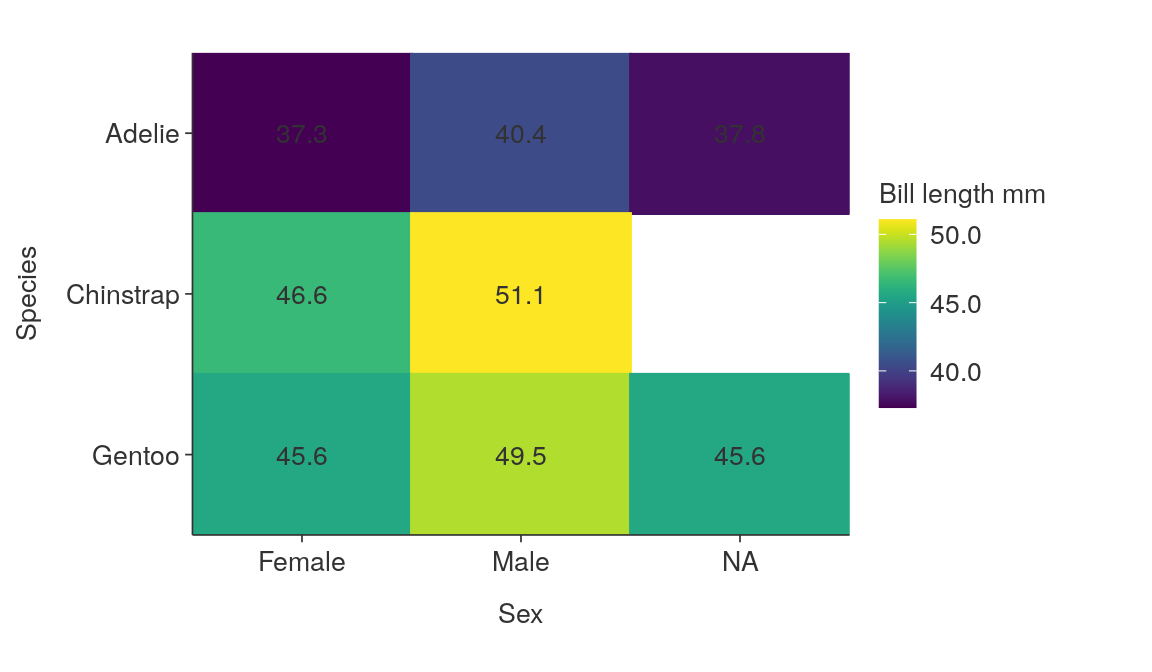 Adelie 37.3 40.4 37.8
Chinstrap 46.6 51.1
Gentoo 45.6 49.5 45.6
Female Male NA
Sex
Species
Bill length mm
50.0
45.0
40.0